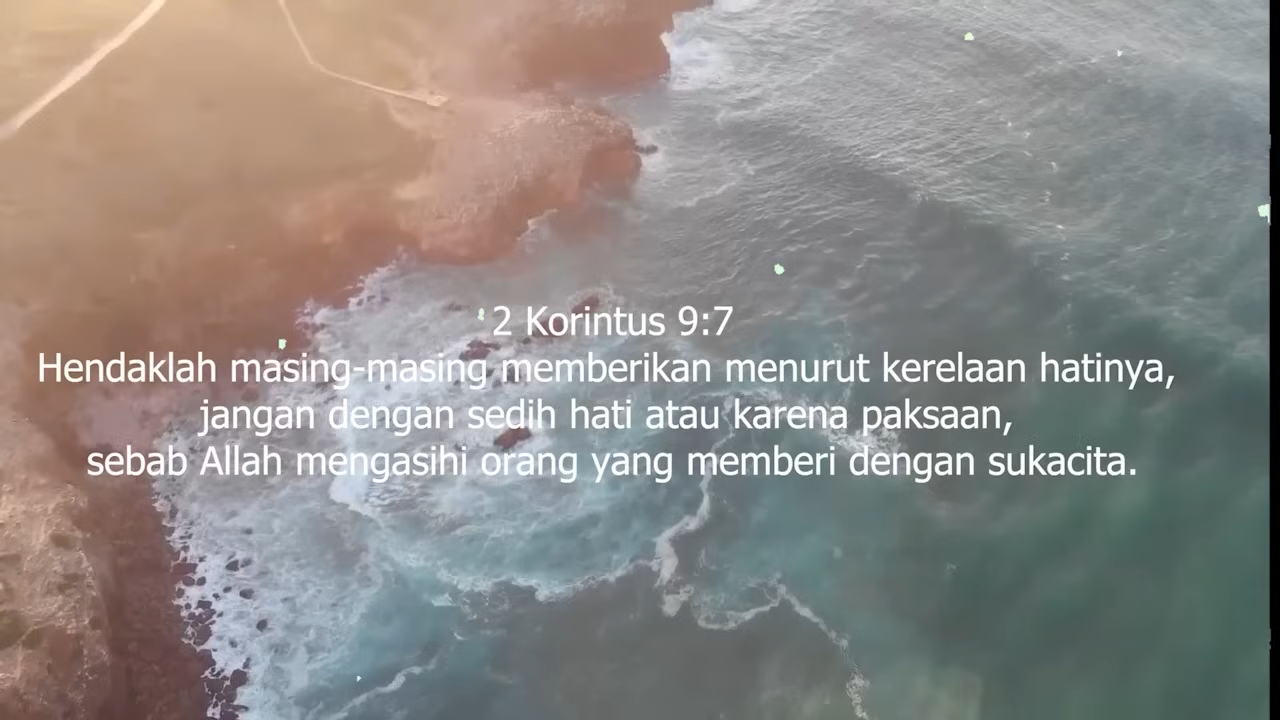 2 Korintus 9:7
Hendaklah masing-masing memberikan menurut kerelaan hatinya,
jangan dengan sedih hati atau karena paksaan,
sebab Allah mengasihi orang yang memberi dengan sukacita.